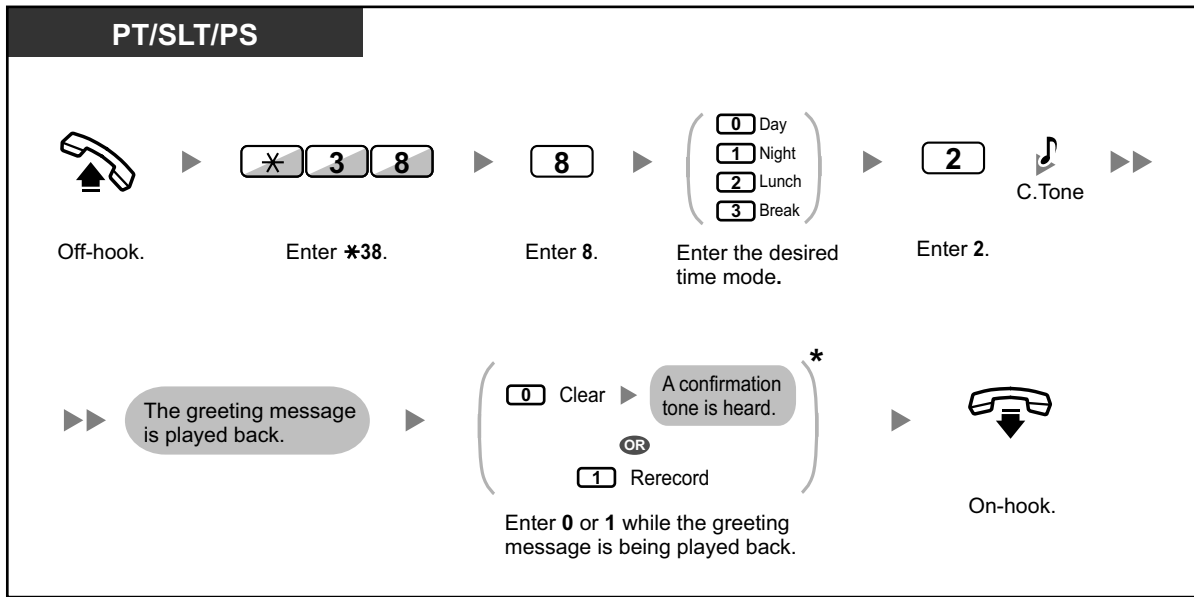 PT/SLT/PS
0 Day
1 Night
2 Lunch
3 Break
* 3 8
8
2
C.Tone
Off-hook.
Enter *38.
Enter 8.
Enter the desired
time mode.
Enter 2.
The greeting message
is played back.
0 Clear
A confirmation
tone is heard.
*
OR
1 Rerecord
Enter 0 or 1 while the greeting
message is being played back.
On-hook.